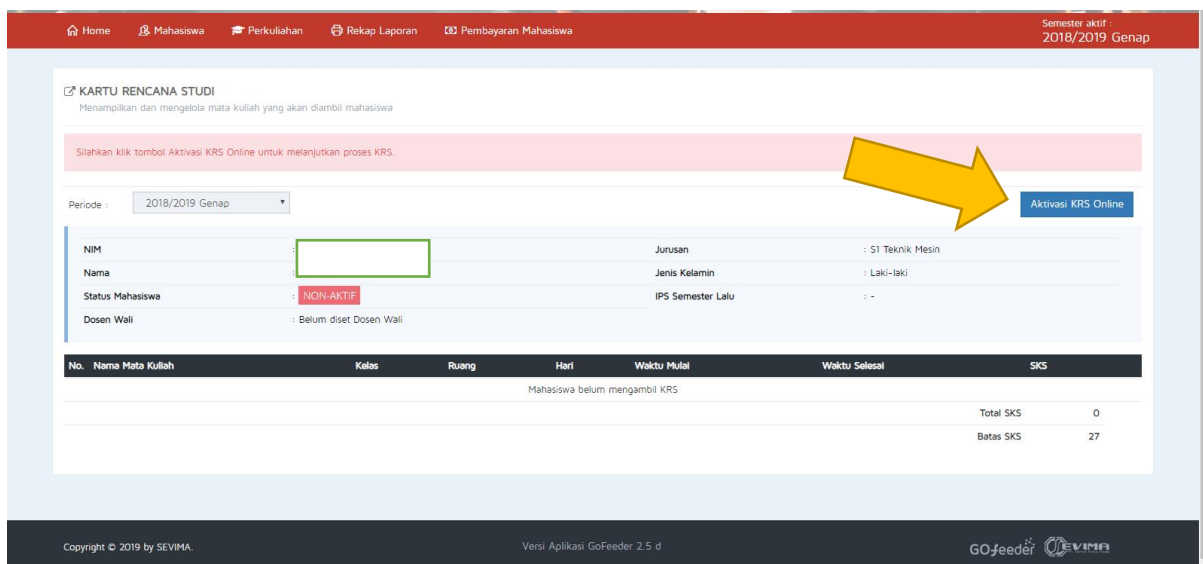 Home Mahasiswa Perkuliahan Rekap Laporan Pembayaran Mahasiswa
Semester aktif :
2018/2019 Genap
KARTU RENCANA STUDI
Menampilkan dan mengelola mata kuliah yang akan diambil mahasiswa
Silahkan klik tombol Aktivasi KRS Online untuk melanjutkan proses KRS.
Periode : 2018/2019 Genap Aktivasi KRS Online
NIM : Jurusan : S1 Teknik Mesin
Nama : Jenis Kelamin : Laki-laki
Status Mahasiswa : NON-AKTIF IPS Semester Lalu : -
Dosen Wali : Belum diset Dosen Wali
No. Nama Mata Kuliah Kelas Ruang Hari Waktu Mulai Waktu Selesai SKS
Mahasiswa belum mengambil KRS
Total SKS 0
Batas SKS 27
Copyright © 2019 by SEVIMA. Versi Aplikasi GoFeeder 2.5 d GOfeeder SEVIMA